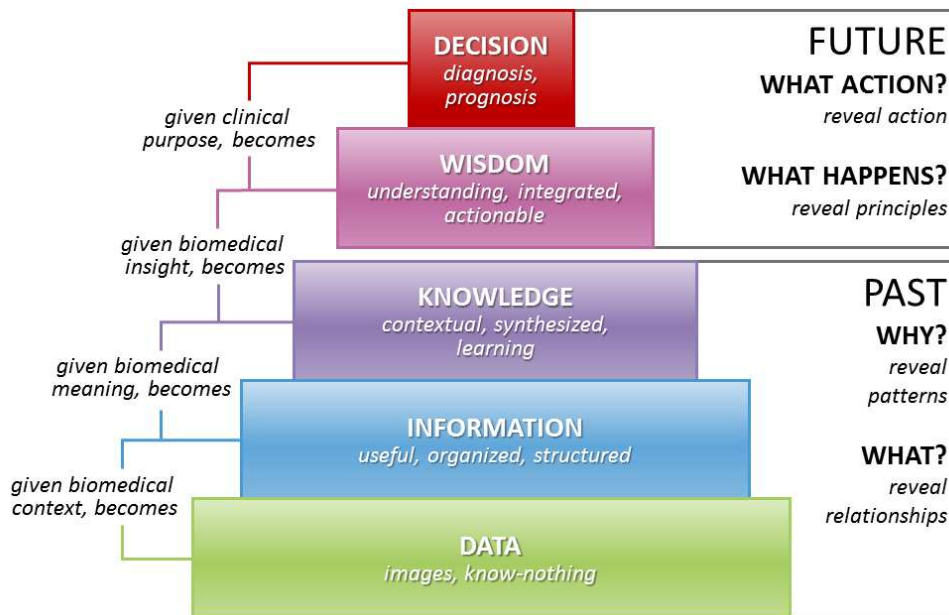 DECISION
diagnosis,
prognosis
FUTURE
WHAT ACTION?
reveal action
given clinical
purpose, becomes
WISDOM
understanding, integrated,
actionable
WHAT HAPPENS?
reveal principles
given biomedical
insight, becomes
KNOWLEDGE
contextual, synthesized,
learning
PAST
WHY?
reveal
patterns
given biomedical
meaning, becomes
INFORMATION
useful, organized, structured
WHAT?
reveal
relationships
given biomedical
context, becomes
DATA
images, know-nothing